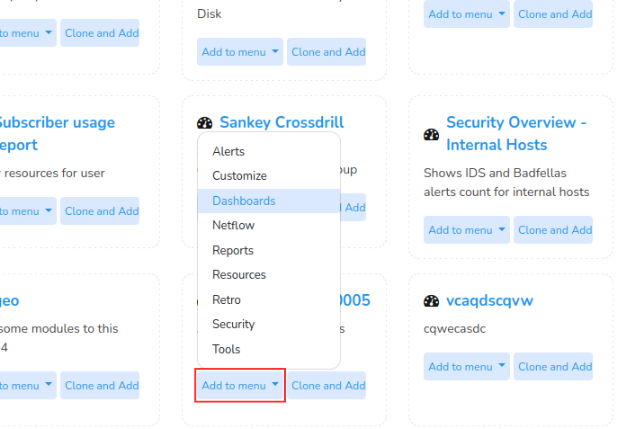 Disk
to menu Clone and Add
Add to menu Clone and Add
Add to menu Clone and Add
Subscriber usage
eport
resources for user
to menu Clone and Add
Sankey Crossdrill
oup
Add
Security Overview -
Internal Hosts
Shows IDS and Badfellas
alerts count for internal hosts
Add to menu Clone and Add
Alerts
Customize
Dashboards
Netflow
Reports
Resources
Retro
Security
Tools
geo
some modules to this
4
to menu Clone and Add
0005
s
Add to menu Clone and Add
vcaqdscqvw
cqwecasdc
Add to menu Clone and Add